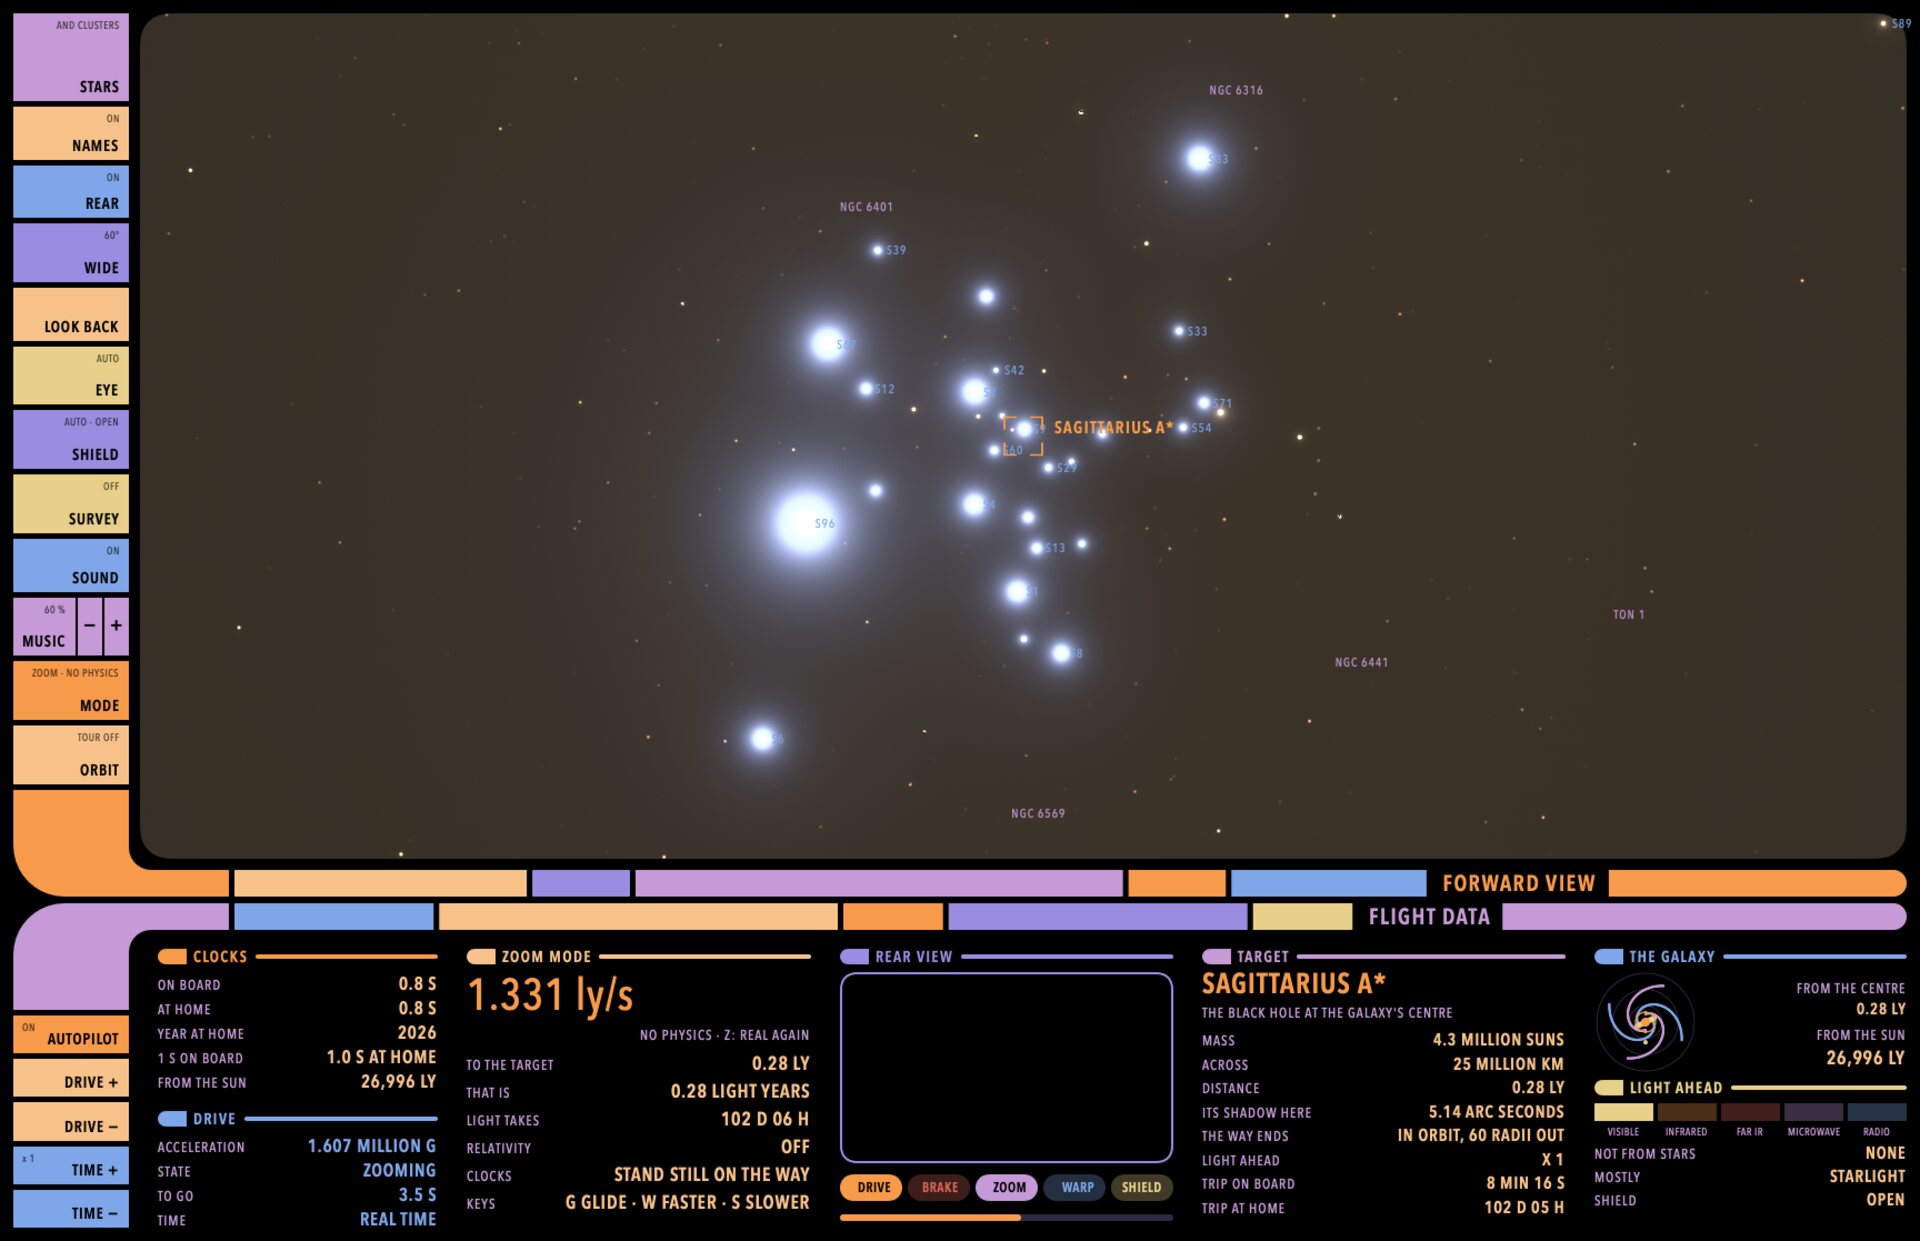 AND CLUSTERS
STARS
ON
NAMES
ON
REAR
60°
WIDE
LOOK BACK
AUTO
EYE
AUTO · OPEN
SHIELD
OFF
SURVEY
ON
SOUND
60 %
MUSIC − +
ZOOM · NO PHYSICS
MODE
TOUR OFF
ORBIT
S89
NGC 6316
NGC 6401
S39
S33
S67
S42
S12
S71
SAGITTARIUS A*
S54
S60
S29
S96
S4
S13
S1
S8
S6
TON 1
NGC 6441
NGC 6569
FORWARD VIEW
FLIGHT DATA
ON
AUTOPILOT
DRIVE +
DRIVE −
x 1
TIME +
TIME −
CLOCKS
ON BOARD 0.8 S
AT HOME 0.8 S
YEAR AT HOME 2026
1 S ON BOARD 1.0 S AT HOME
FROM THE SUN 26,996 LY
DRIVE
ACCELERATION 1.607 MILLION G
STATE ZOOMING
TO GO 3.5 S
TIME REAL TIME
ZOOM MODE
1.331 ly/s
NO PHYSICS · Z: REAL AGAIN
TO THE TARGET 0.28 LY
THAT IS 0.28 LIGHT YEARS
LIGHT TAKES 102 D 06 H
RELATIVITY OFF
CLOCKS STAND STILL ON THE WAY
KEYS G GLIDE · W FASTER · S SLOWER
REAR VIEW
DRIVE BRAKE ZOOM WARP SHIELD
TARGET
SAGITTARIUS A*
THE BLACK HOLE AT THE GALAXY'S CENTRE
MASS 4.3 MILLION SUNS
ACROSS 25 MILLION KM
DISTANCE 0.28 LY
ITS SHADOW HERE 5.14 ARC SECONDS
THE WAY ENDS IN ORBIT, 60 RADII OUT
LIGHT AHEAD X 1
TRIP ON BOARD 8 MIN 16 S
TRIP AT HOME 102 D 05 H
THE GALAXY
FROM THE CENTRE
0.28 LY
FROM THE SUN
26,996 LY
LIGHT AHEAD
VISIBLE INFRARED FAR IR MICROWAVE RADIO
NOT FROM STARS NONE
MOSTLY STARLIGHT
SHIELD OPEN